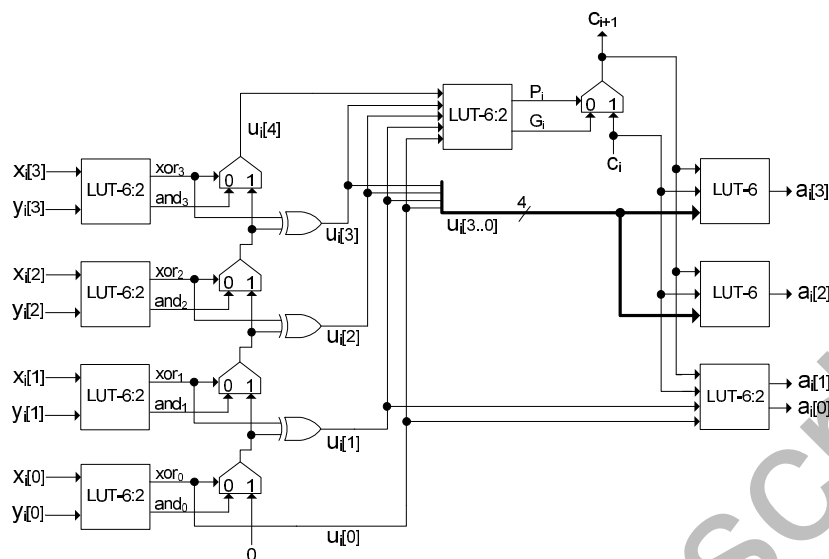 Cᵢ₊₁
Pᵢ
Gᵢ
LUT-6:2
0 1
Cᵢ
uᵢ[4]
xᵢ[3]
yᵢ[3]
LUT-6:2
xor₃
and₃
0 1
uᵢ[3]
4
uᵢ[3..0]
LUT-6
aᵢ[3]
xᵢ[2]
yᵢ[2]
LUT-6:2
xor₂
and₂
0 1
uᵢ[2]
LUT-6
aᵢ[2]
xᵢ[1]
yᵢ[1]
LUT-6:2
xor₁
and₁
0 1
uᵢ[1]
LUT-6:2
aᵢ[1]
aᵢ[0]
xᵢ[0]
yᵢ[0]
LUT-6:2
xor₀
and₀
0 1
uᵢ[0]
0